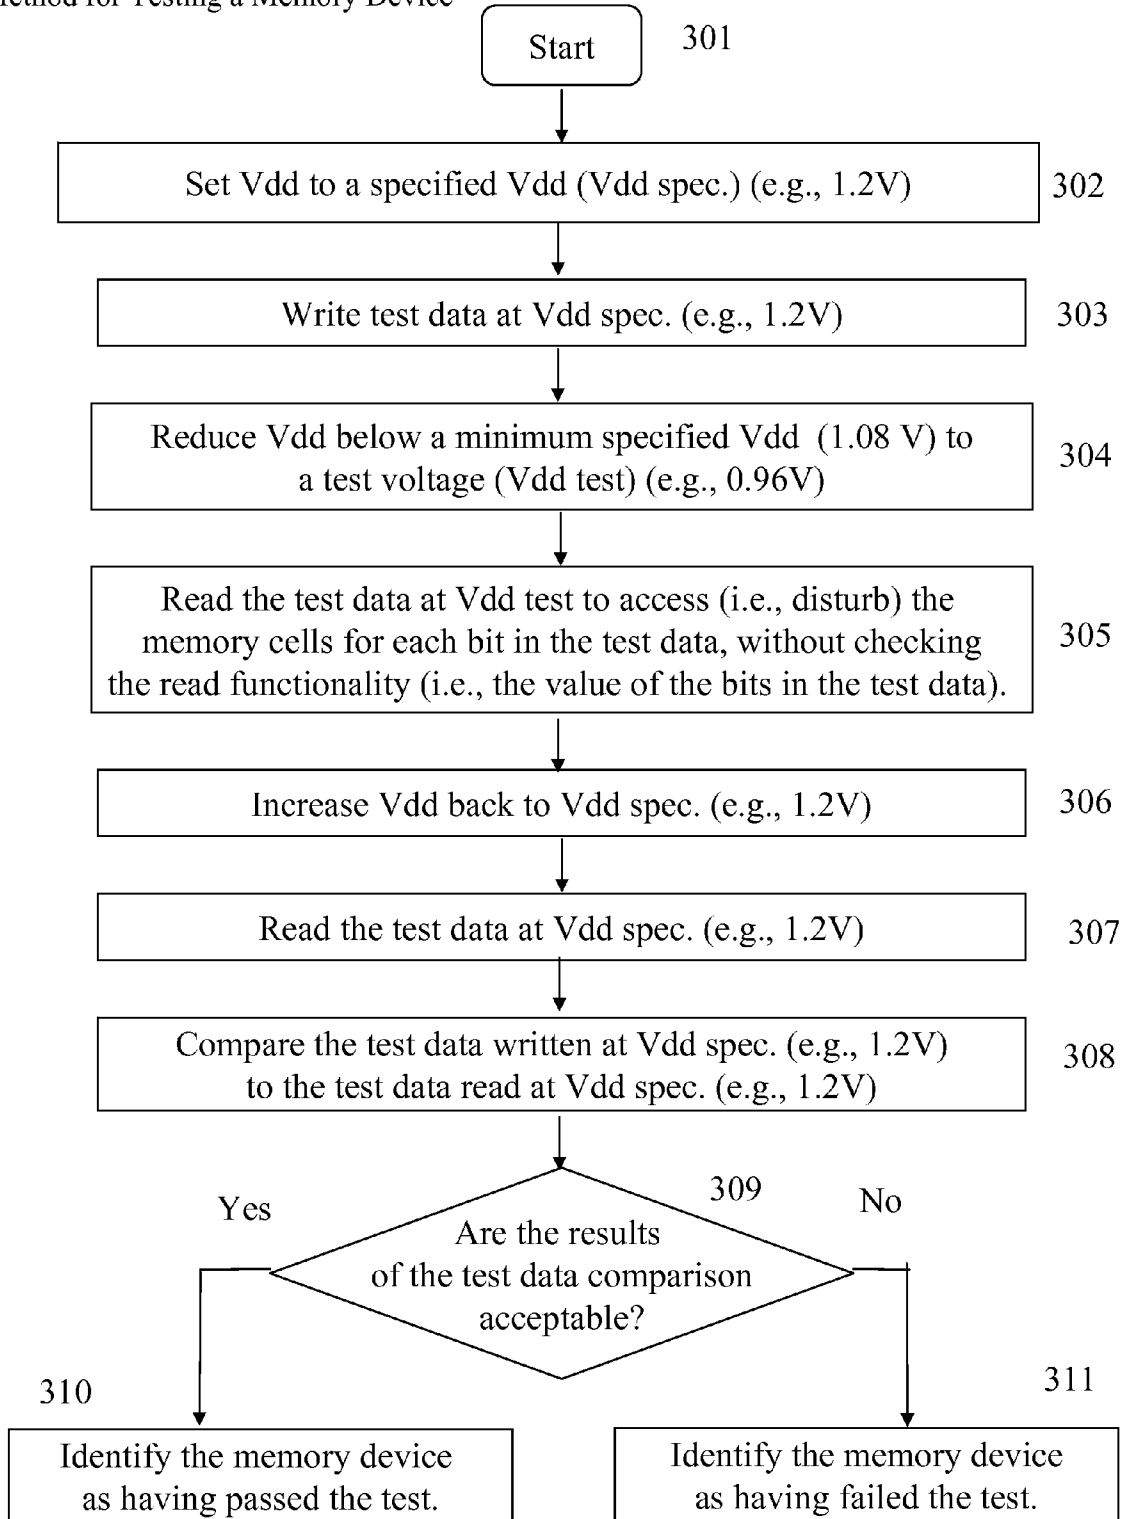 Method for Testing a Memory Device
Start
301
Set Vdd to a specified Vdd (Vdd spec.) (e.g., 1.2V)
302
Write test data at Vdd spec. (e.g., 1.2V)
303
Reduce Vdd below a minimum specified Vdd (1.08 V) to
a test voltage (Vdd test) (e.g., 0.96V)
304
Read the test data at Vdd test to access (i.e., disturb) the
memory cells for each bit in the test data, without checking
the read functionality (i.e., the value of the bits in the test data).
305
Increase Vdd back to Vdd spec. (e.g., 1.2V)
306
Read the test data at Vdd spec. (e.g., 1.2V)
307
Compare the test data written at Vdd spec. (e.g., 1.2V)
to the test data read at Vdd spec. (e.g., 1.2V)
308
309
Yes
No
Are the results
of the test data comparison
acceptable?
310
311
Identify the memory device
as having passed the test.
Identify the memory device
as having failed the test.